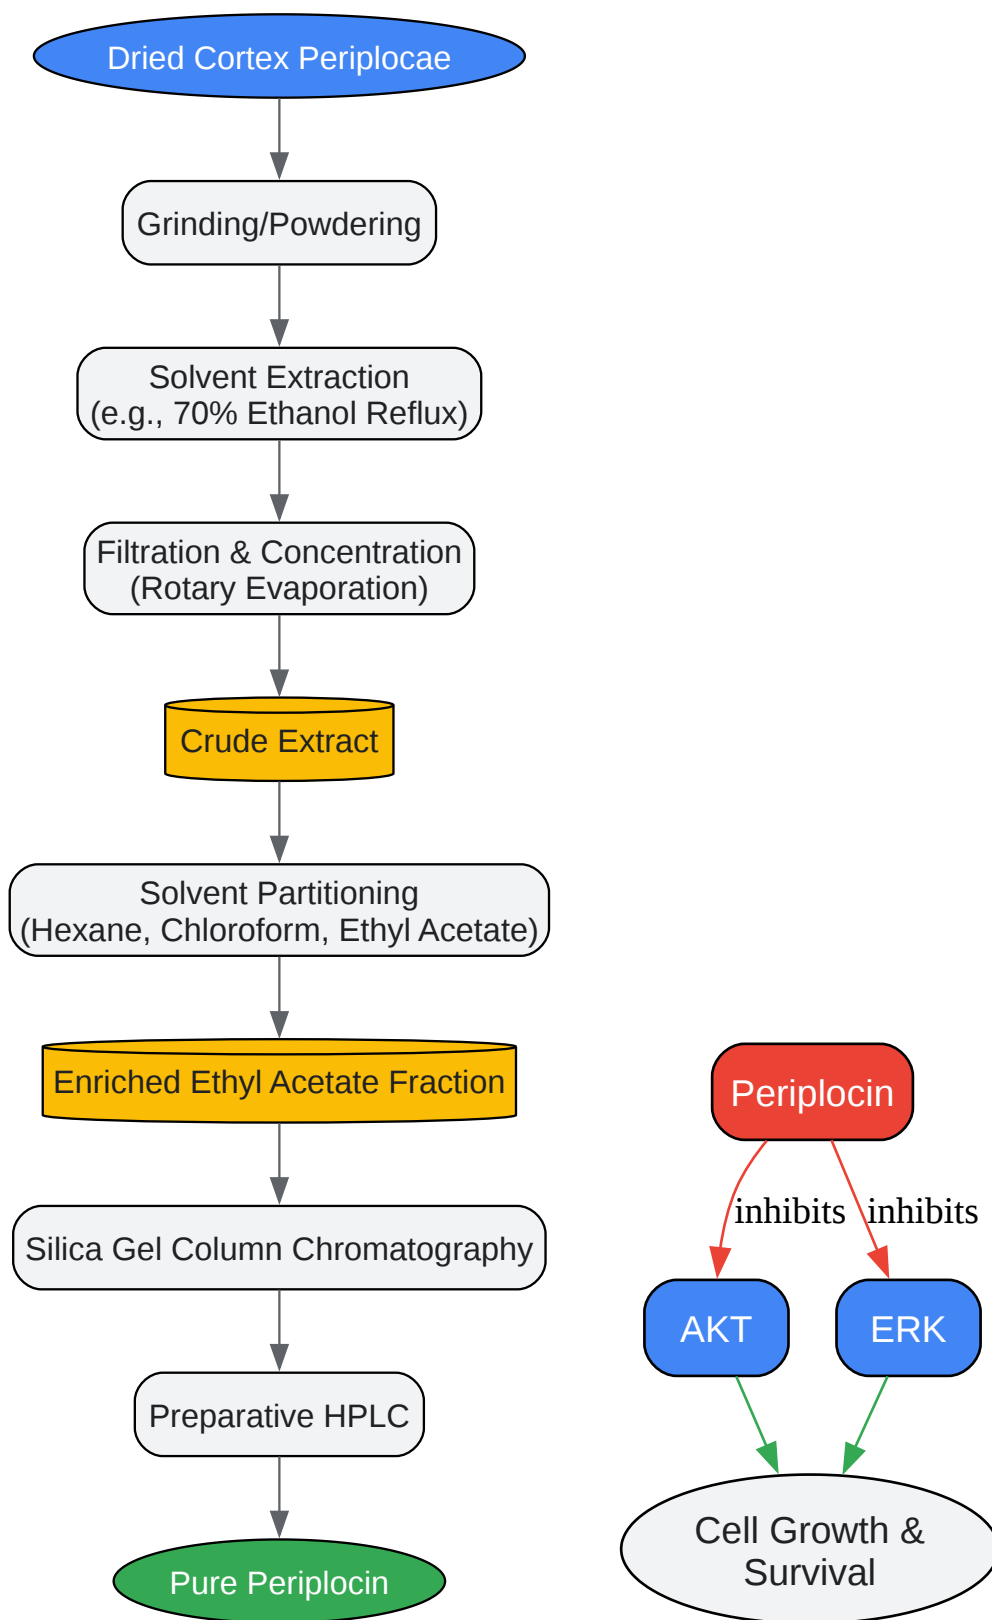 Dried Cortex Periplocae
Grinding/Powdering
Solvent Extraction
(e.g., 70% Ethanol Reflux)
Filtration & Concentration
(Rotary Evaporation)
Crude Extract
Solvent Partitioning
(Hexane, Chloroform, Ethyl Acetate)
Enriched Ethyl Acetate Fraction
Silica Gel Column Chromatography
Preparative HPLC
Pure Periplocin
Periplocin
inhibits
inhibits
AKT
ERK
Cell Growth &
Survival